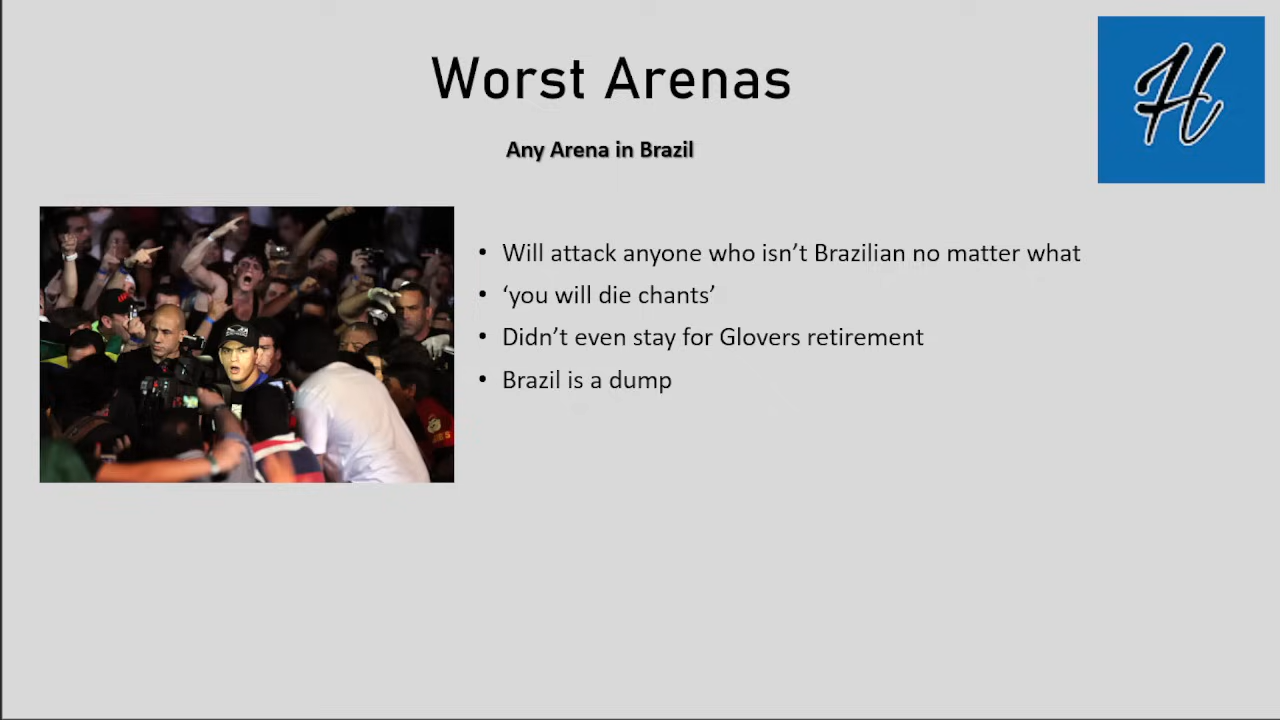 Worst Arenas
H
Any Arena in Brazil
• Will attack anyone who isn’t Brazilian no matter what
• ‘you will die chants’
• Didn’t even stay for Glovers retirement
• Brazil is a dump